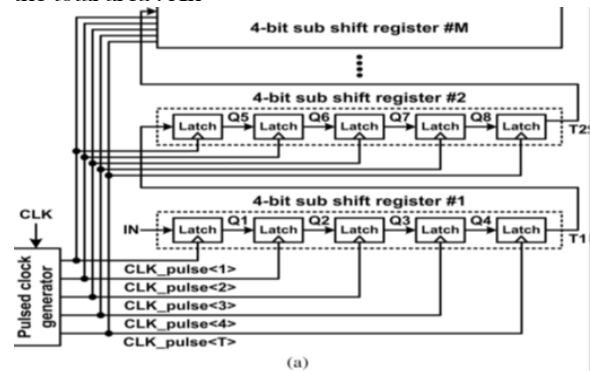 4-bit sub shift register #M
4-bit sub shift register #2
Latch Q5 Latch Q6 Latch Q7 Latch Q8 Latch
T2
4-bit sub shift register #1
CLK
IN Latch Q1 Latch Q2 Latch Q3 Latch Q4 Latch
T1
Pulsed clock
generator
CLK_pulse<1>
CLK_pulse<2>
CLK_pulse<3>
CLK_pulse<4>
CLK_pulse<T>
(a)